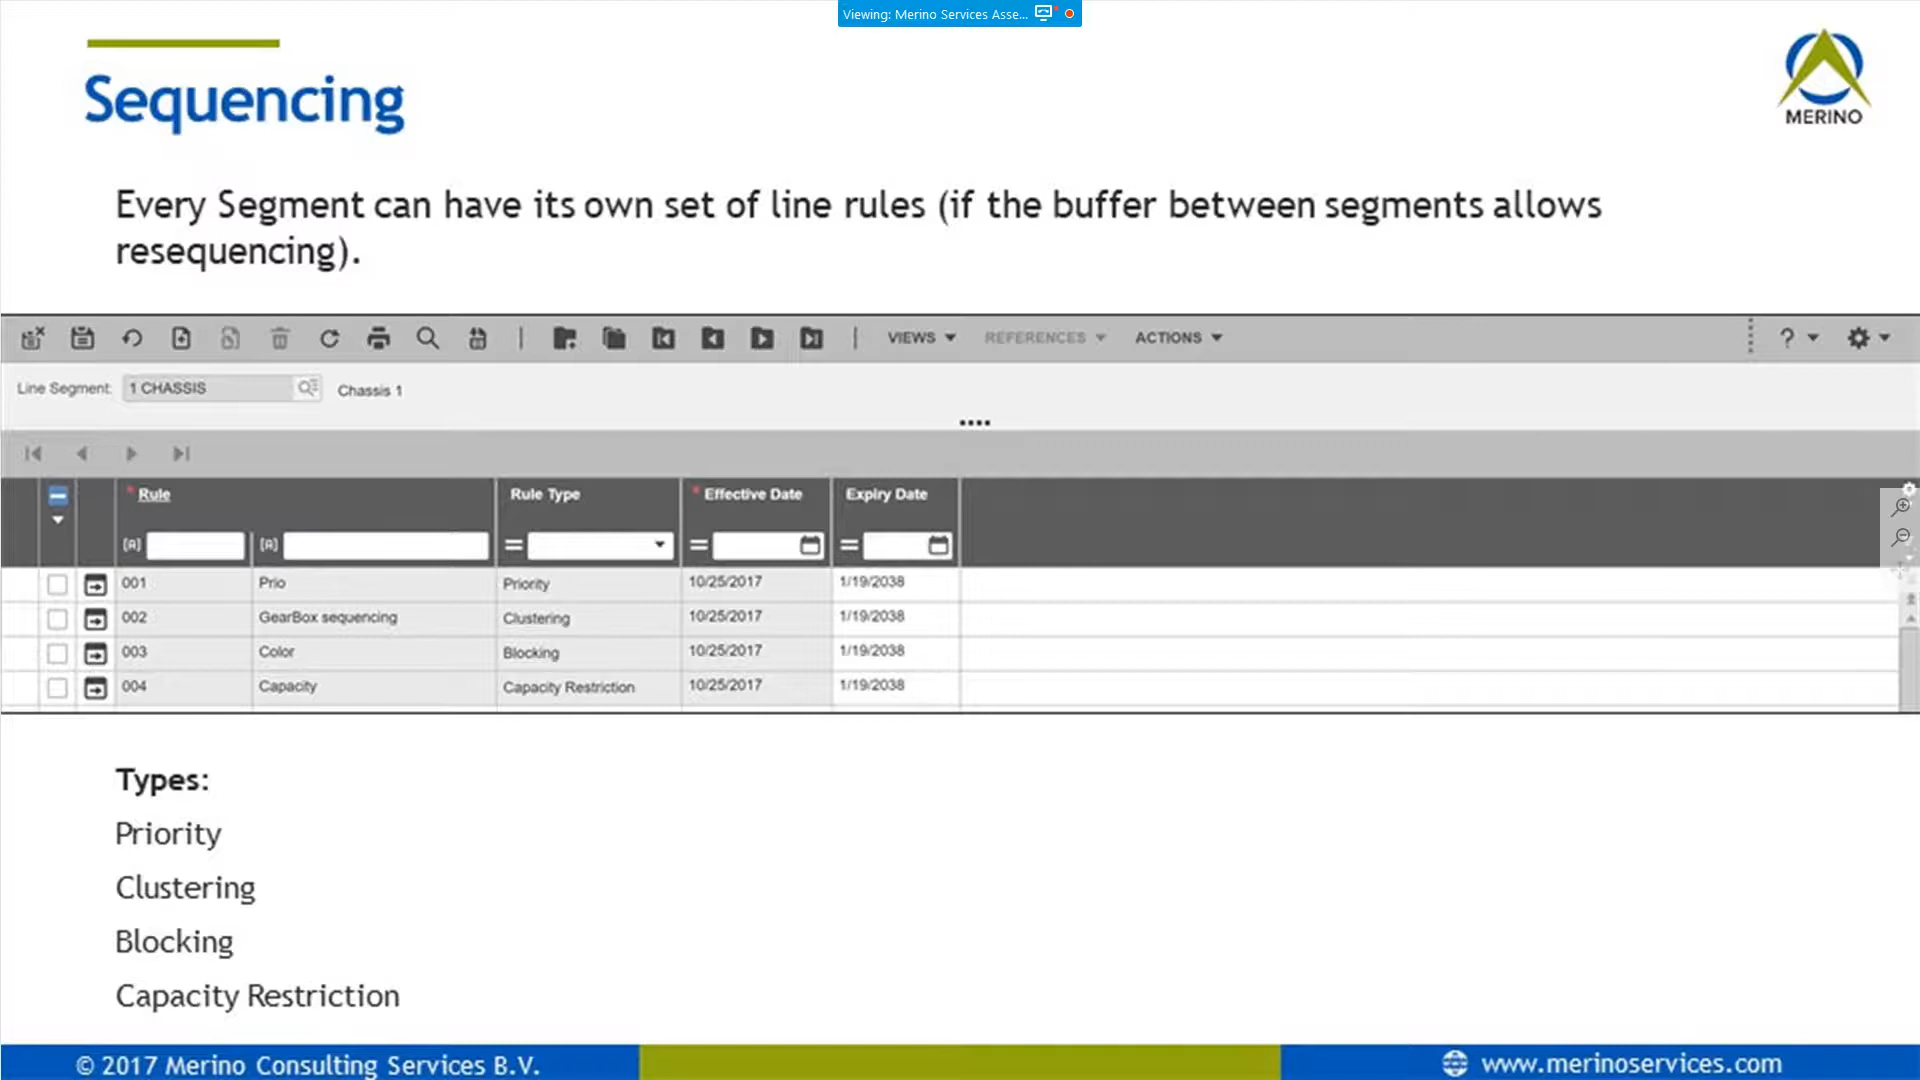 Viewing: Merino Services Asse...
Sequencing
MERINO
Every Segment can have its own set of line rules (if the buffer between segments allows
resequencing).
VIEWS REFERENCES ACTIONS ?
Line Segment: 1 CHASSIS Chassis 1
* Rule Rule Type * Effective Date Expiry Date
[A] [A] = = =
001 Prio Priority 10/25/2017 1/19/2038
002 GearBox sequencing Clustering 10/25/2017 1/19/2038
003 Color Blocking 10/25/2017 1/19/2038
004 Capacity Capacity Restriction 10/25/2017 1/19/2038
Types:
Priority
Clustering
Blocking
Capacity Restriction
© 2017 Merino Consulting Services B.V.
www.merinoservices.com